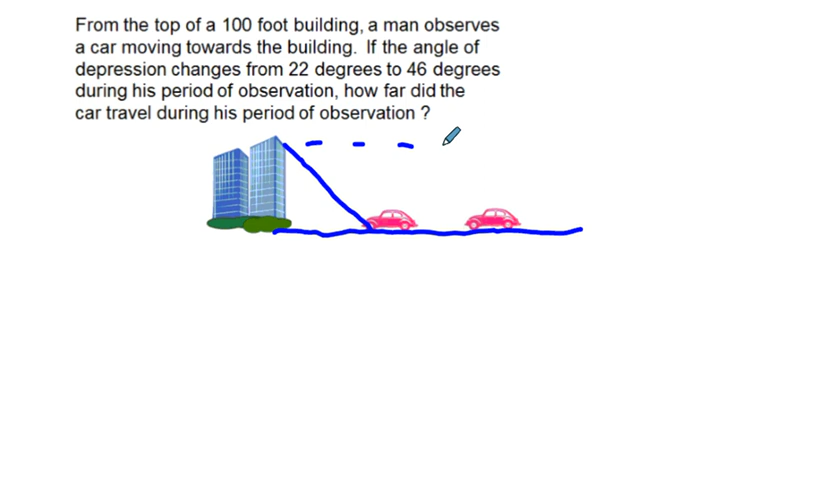 From the top of a 100 foot building, a man observes
a car moving towards the building.  If the angle of
depression changes from 22 degrees to 46 degrees
during his period of observation, how far did the
car travel during his period of observation ?